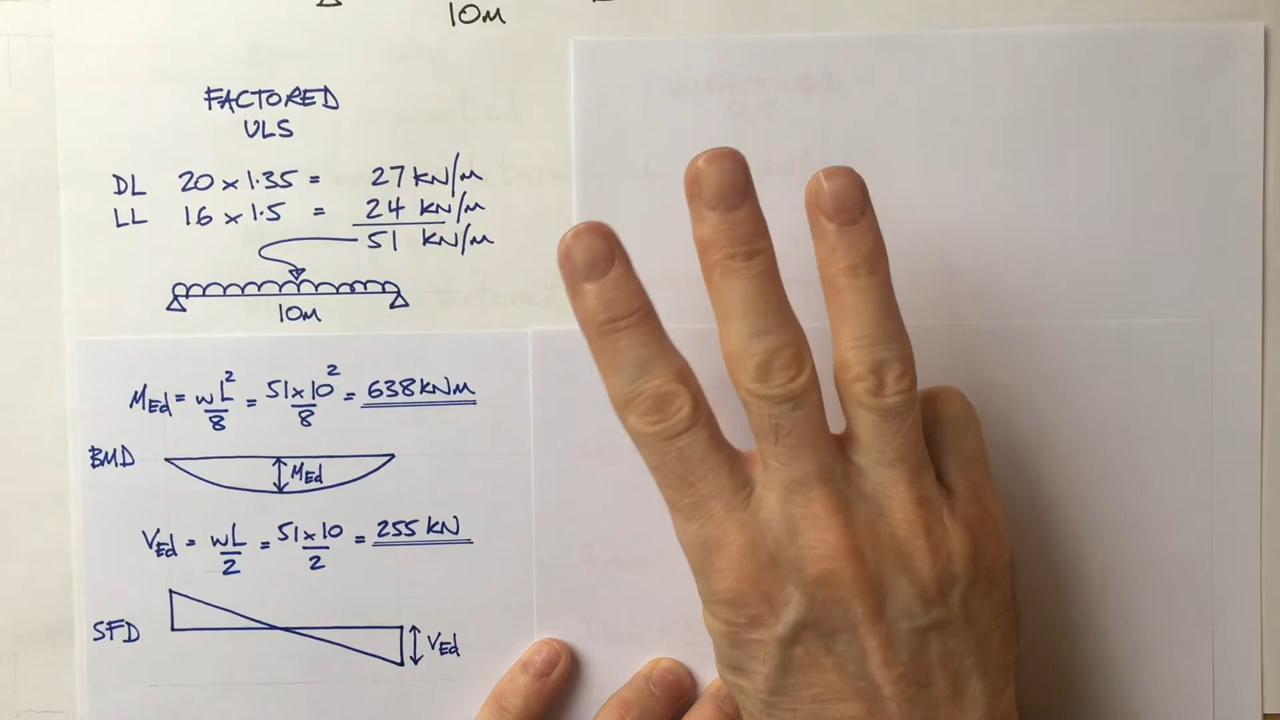 10M
FACTORED
ULS
DL 20 × 1.35 = 27 kN/m
LL 16 × 1.5 = 24 kN/m
51 kN/m
10M
MEd = wL²/8 = 51×10²/8 = 638 kNm
BMD
MEd
VEd = wL/2 = 51×10/2 = 255 kN
SFD
VEd